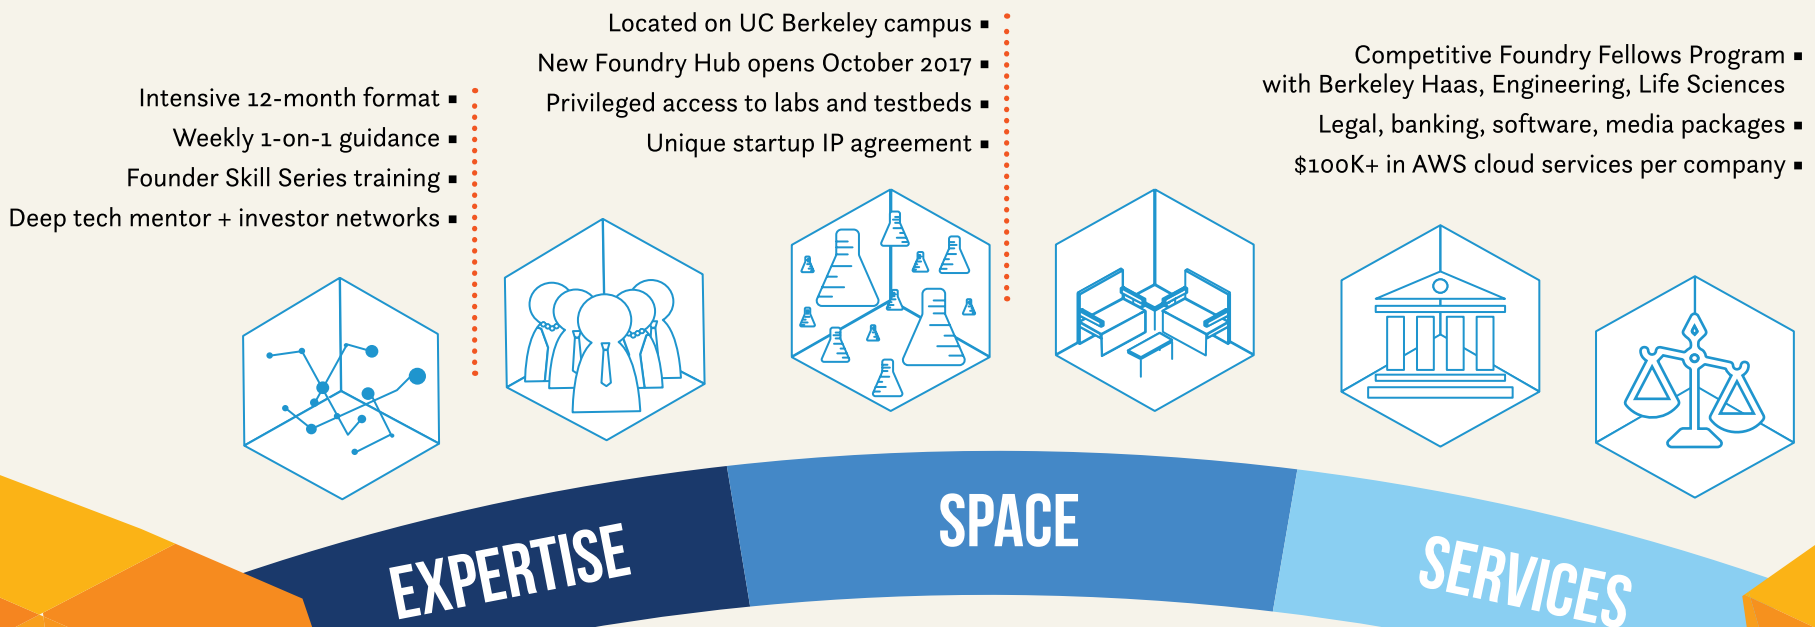 Intensive 12-month format ▪
Weekly 1-on-1 guidance ▪
Founder Skill Series training ▪
Deep tech mentor + investor networks ▪
Located on UC Berkeley campus ▪
New Foundry Hub opens October 2017 ▪
Privileged access to labs and testbeds ▪
Unique startup IP agreement ▪
Competitive Foundry Fellows Program ▪
with Berkeley Haas, Engineering, Life Sciences
Legal, banking, software, media packages ▪
$100K+ in AWS cloud services per company ▪
EXPERTISE
SPACE
SERVICES